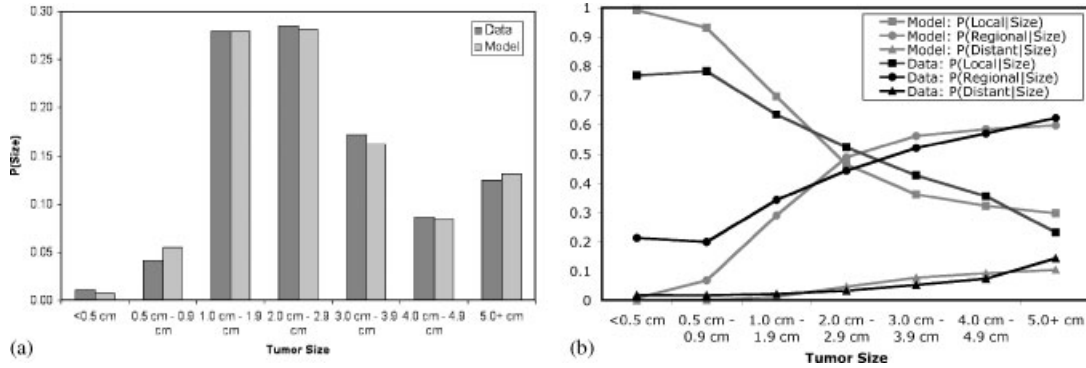 0.30
0.25
0.20
0.15
0.10
0.05
0.00
P(Size)
Data
Model
<0.5 cm
0.5 cm - 0.9 cm
1.0 cm - 1.9 cm
2.0 cm - 2.9 cm
3.0 cm - 3.9 cm
4.0 cm - 4.9 cm
5.0+ cm
Tumor Size
(a)
1
0.9
0.8
0.7
0.6
0.5
0.4
0.3
0.2
0.1
0
Model: P(Local|Size)
Model: P(Regional|Size)
Model: P(Distant|Size)
Data: P(Local|Size)
Data: P(Regional|Size)
Data: P(Distant|Size)
<0.5 cm
0.5 cm -
0.9 cm
1.0 cm -
1.9 cm
2.0 cm -
2.9 cm
3.0 cm -
3.9 cm
4.0 cm -
4.9 cm
5.0+ cm
Tumor Size
(b)